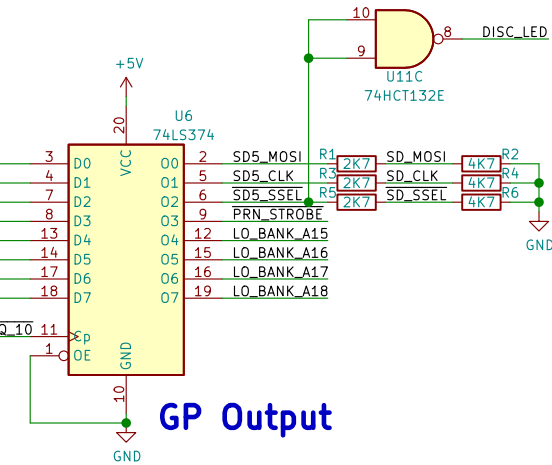 10
8 DISC_LED
9
U11C
74HCT132E
+5V
U6
74LS374
20
VCC
3 D0 O0 2 SD5_MOSI R1 2K7 SD_MOSI 4K7 R2
4 D1 O1 5 SD5_CLK R3 2K7 SD_CLK 4K7 R4
7 D2 O2 6 SD5_SSEL R5 2K7 SD_SSEL 4K7 R6
8 D3 O3 9 PRN_STROBE
13 D4 O4 12 LO_BANK_A15
14 D5 O5 15 LO_BANK_A16
17 D6 O6 16 LO_BANK_A17
18 D7 O7 19 LO_BANK_A18
GND
Q_10 11 Cp
1 OE
GND
10
GP Output
GND